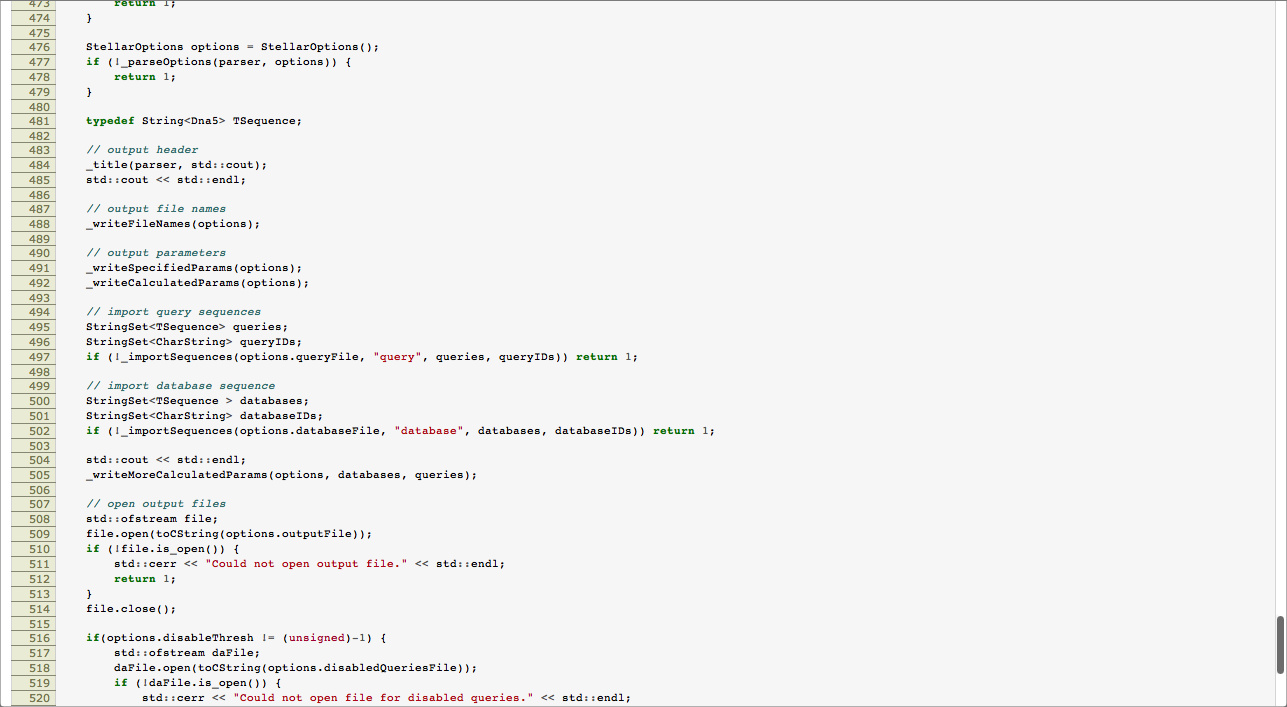 473         return 1;
474     }
475
476     StellarOptions options = StellarOptions();
477     if (!_parseOptions(parser, options)) {
478         return 1;
479     }
480
481     typedef String<Dna5> TSequence;
482
483     // output header
484     _title(parser, std::cout);
485     std::cout << std::endl;
486
487     // output file names
488     _writeFileNames(options);
489
490     // output parameters
491     _writeSpecifiedParams(options);
492     _writeCalculatedParams(options);
493
494     // import query sequences
495     StringSet<TSequence> queries;
496     StringSet<CharString> queryIDs;
497     if (!_importSequences(options.queryFile, "query", queries, queryIDs)) return 1;
498
499     // import database sequence
500     StringSet<TSequence > databases;
501     StringSet<CharString> databaseIDs;
502     if (!_importSequences(options.databaseFile, "database", databases, databaseIDs)) return 1;
503
504     std::cout << std::endl;
505     _writeMoreCalculatedParams(options, databases, queries);
506
507     // open output files
508     std::ofstream file;
509     file.open(toCString(options.outputFile));
510     if (!file.is_open()) {
511         std::cerr << "Could not open output file." << std::endl;
512         return 1;
513     }
514     file.close();
515
516     if(options.disableThresh != (unsigned)-1) {
517         std::ofstream daFile;
518         daFile.open(toCString(options.disabledQueriesFile));
519         if (!daFile.is_open()) {
520             std::cerr << "Could not open file for disabled queries." << std::endl;